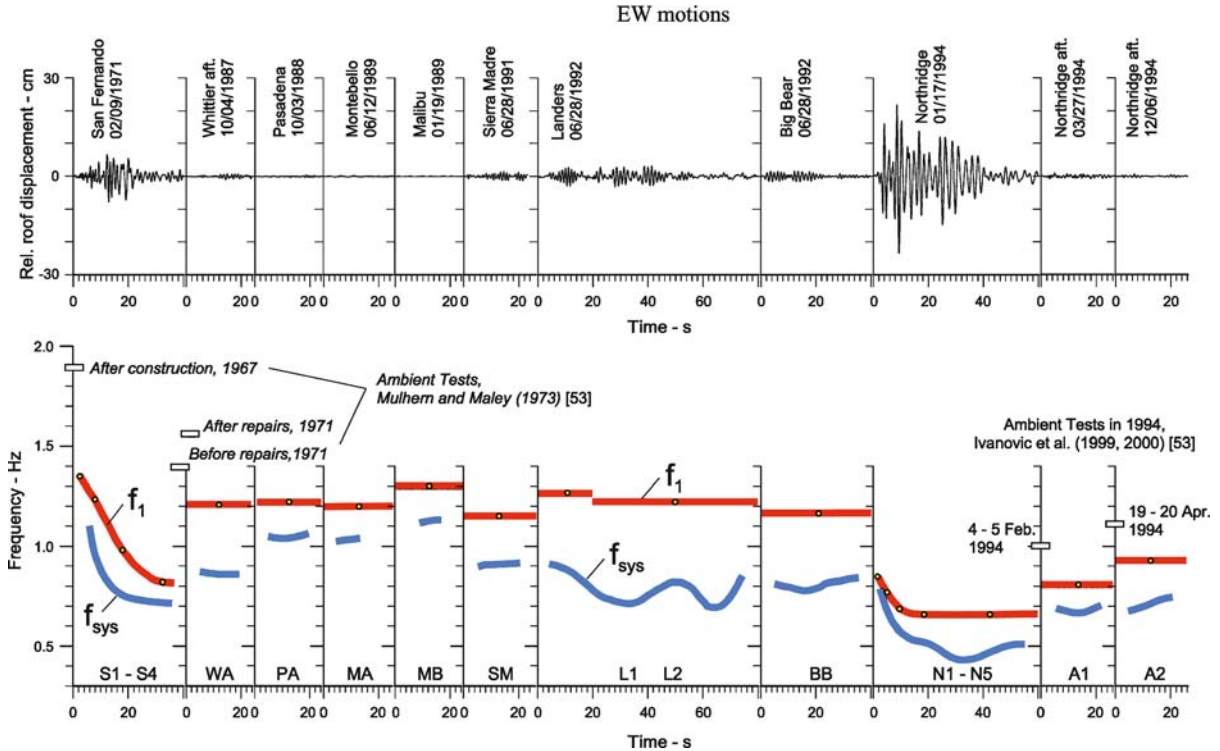 EW motions
Rel. roof displacement - cm
30
0
-30
San Fernando
02/09/1971
Whittier aft.
10/04/1987
Pasadena
10/03/1988
Montebello
06/12/1989
Malibu
01/19/1989
Sierra Madre
06/28/1991
Landers
06/28/1992
Big Bear
06/28/1992
Northridge
01/17/1994
Northridge aft.
03/27/1994
Northridge aft.
12/06/1994
0 20 0 20 0 20 0 20 0 20 0 20 0 20 40 60 0 20 0 20 40 0 20 0 20
Time - s
Frequency - Hz
2.0
1.5
1.0
0.5
After construction, 1967
After repairs, 1971
Before repairs,1971
Ambient Tests,
Mulhern and Maley (1973) [53]
Ambient Tests in 1994,
Ivanovic et al. (1999, 2000) [53]
4 - 5 Feb.
1994
19 - 20 Apr.
1994
f1
fsys
f1
fsys
S1 - S4 WA PA MA MB SM L1 L2 BB N1 - N5 A1 A2
0 20 0 20 0 20 0 20 0 20 0 20 0 20 40 60 0 20 0 20 40 0 20 0 20
Time - s